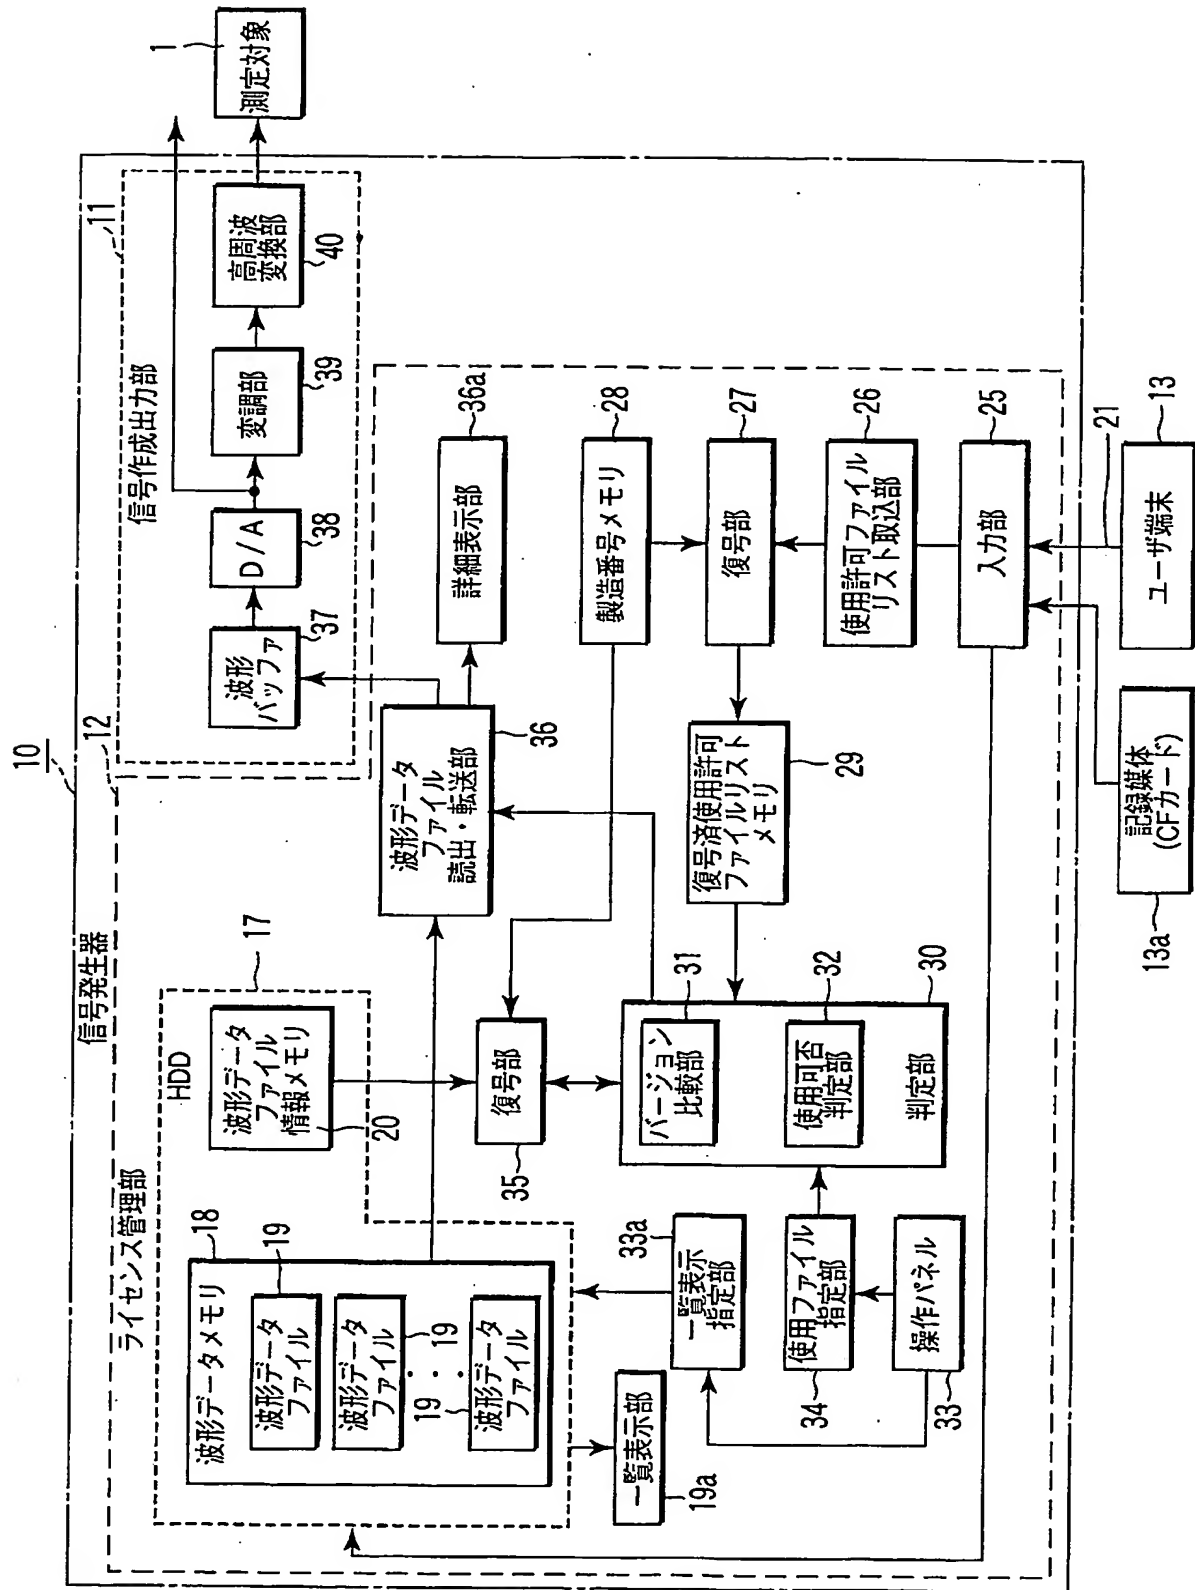 10
信号発生器
12
ライセンス管理部
HDD
17
波形データメモリ
18
波形データ
ファイル
19
波形データ
ファイル
19
19
波形データ
ファイル
波形データ
ファイル
情報メモリ
20
一覧表示部
19a
一覧表示
指定部
33a
使用ファイル
指定部
34
操作パネル
33
復号部
35
バージョン
比較部
31
使用可否
判定部
32
判定部
30
波形データ
ファイル
読出・転送部
36
詳細表示部
36a
製造番号メモリ
28
復号部
27
復号済使用許可
ファイルリスト
メモリ
29
使用許可ファイル
リスト取込部
26
入力部
25
21
ユーザ端末
13
記録媒体
(CFカード)
13a
信号作成出力部
11
波形
バッファ
37
D/A
38
変調部
39
高周波
変換部
40
測定対象
1